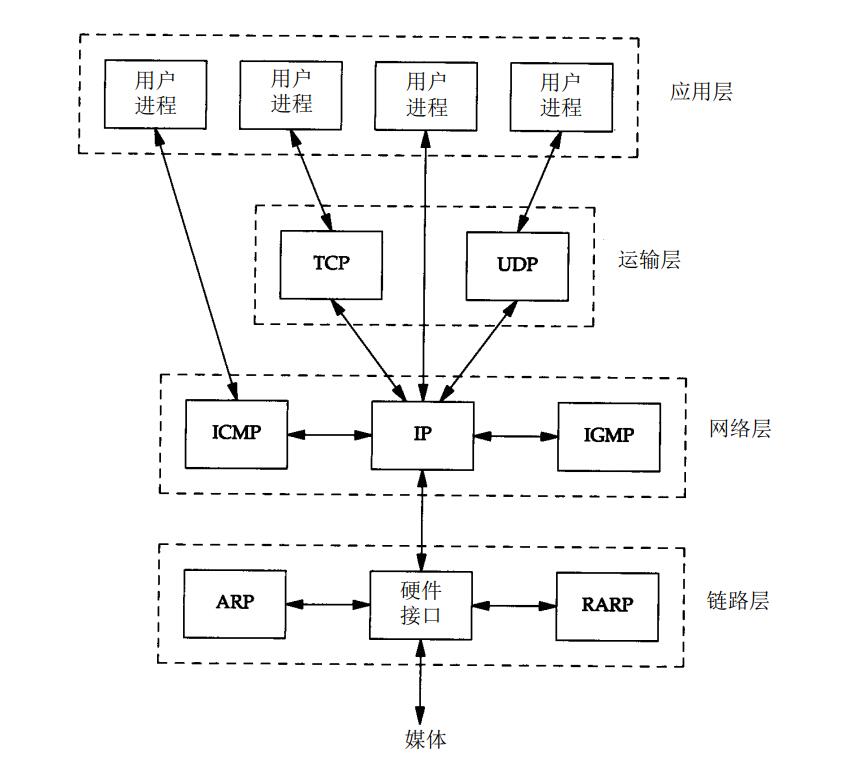 用户
进程
用户
进程
用户
进程
用户
进程
应用层
TCP
UDP
运输层
ICMP
IP
IGMP
网络层
ARP
硬件
接口
RARP
链路层
媒体